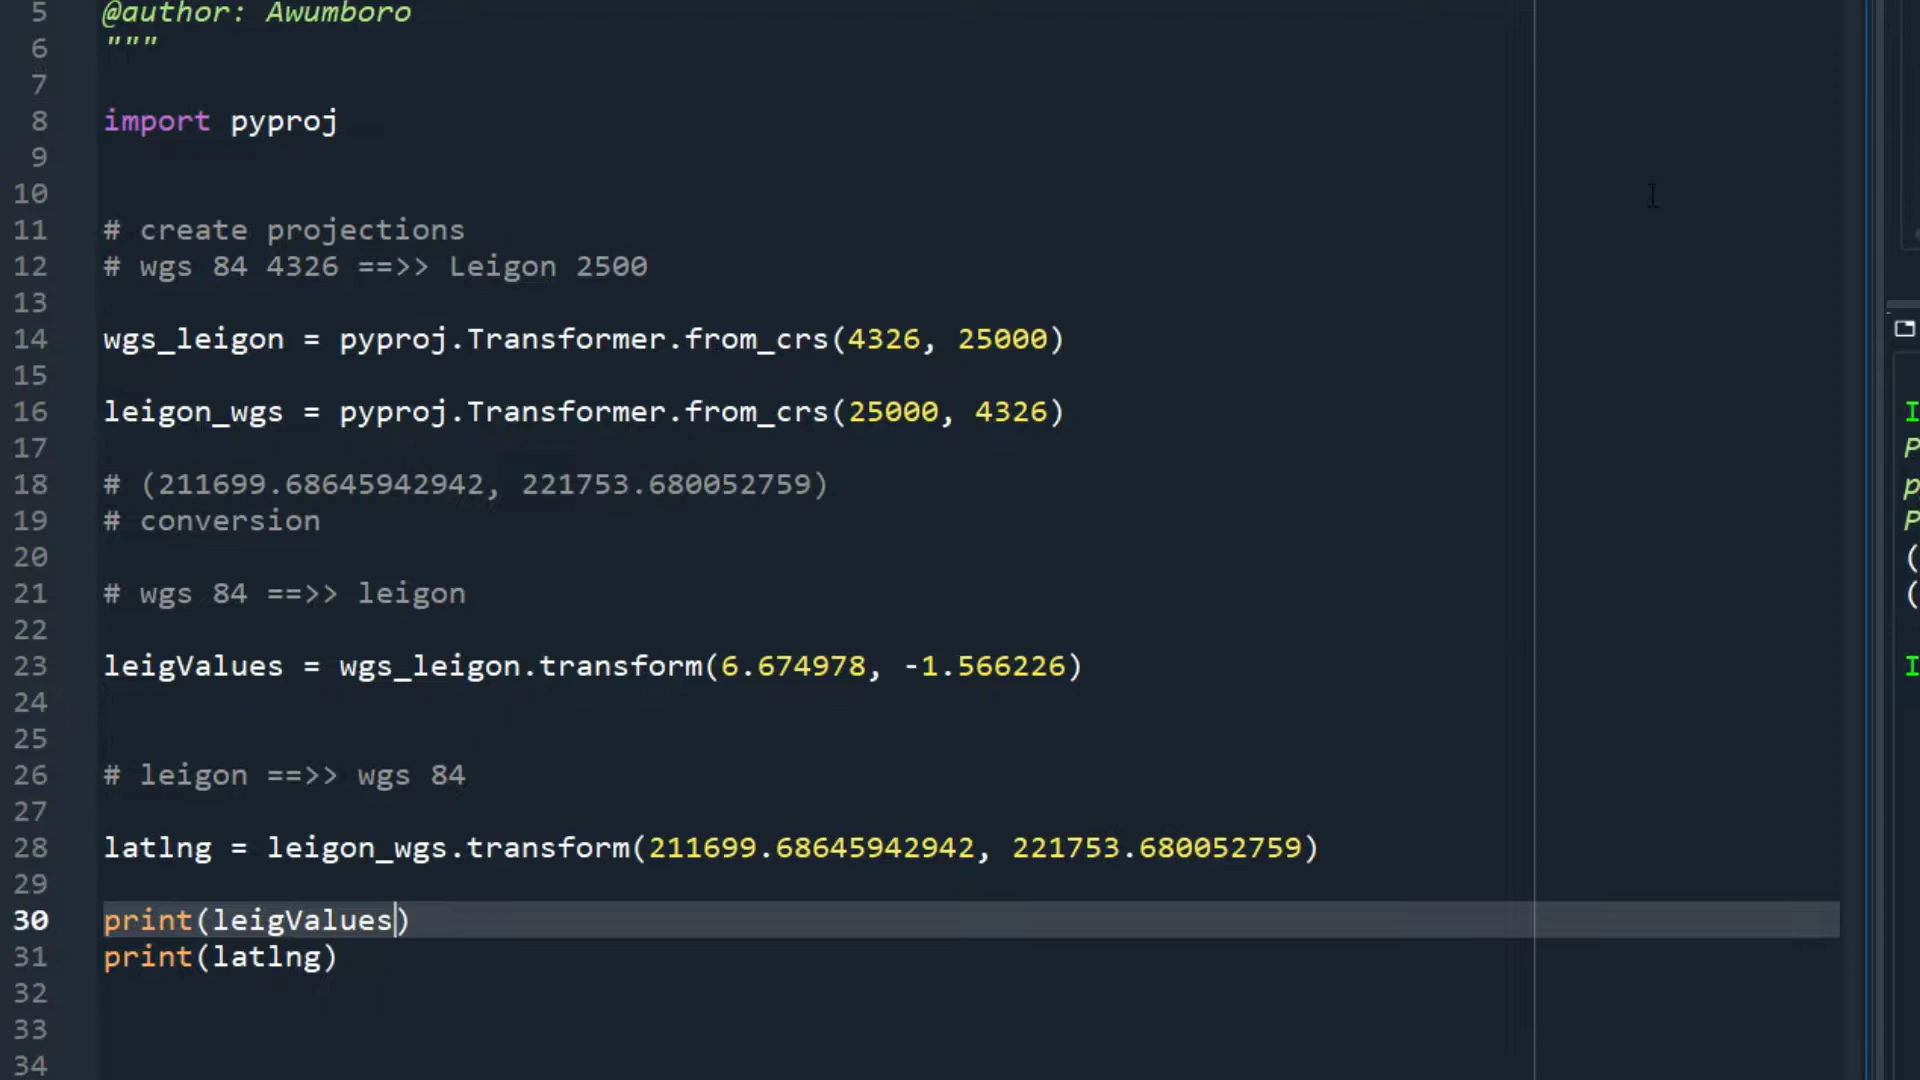 5 @author: Awumboro
6 """
7
8 import pyproj
9
10
11 # create projections
12 # wgs 84 4326 ==>> Leigon 2500
13
14 wgs_leigon = pyproj.Transformer.from_crs(4326, 25000)
15
16 leigon_wgs = pyproj.Transformer.from_crs(25000, 4326)
17
18 # (211699.68645942942, 221753.680052759)
19 # conversion
20
21 # wgs 84 ==>> leigon
22
23 leigValues = wgs_leigon.transform(6.674978, -1.566226)
24
25
26 # leigon ==>> wgs 84
27
28 latlng = leigon_wgs.transform(211699.68645942942, 221753.680052759)
29
30 print(leigValues)
31 print(latlng)
32
33
34
I
P
p
P
(
(
I